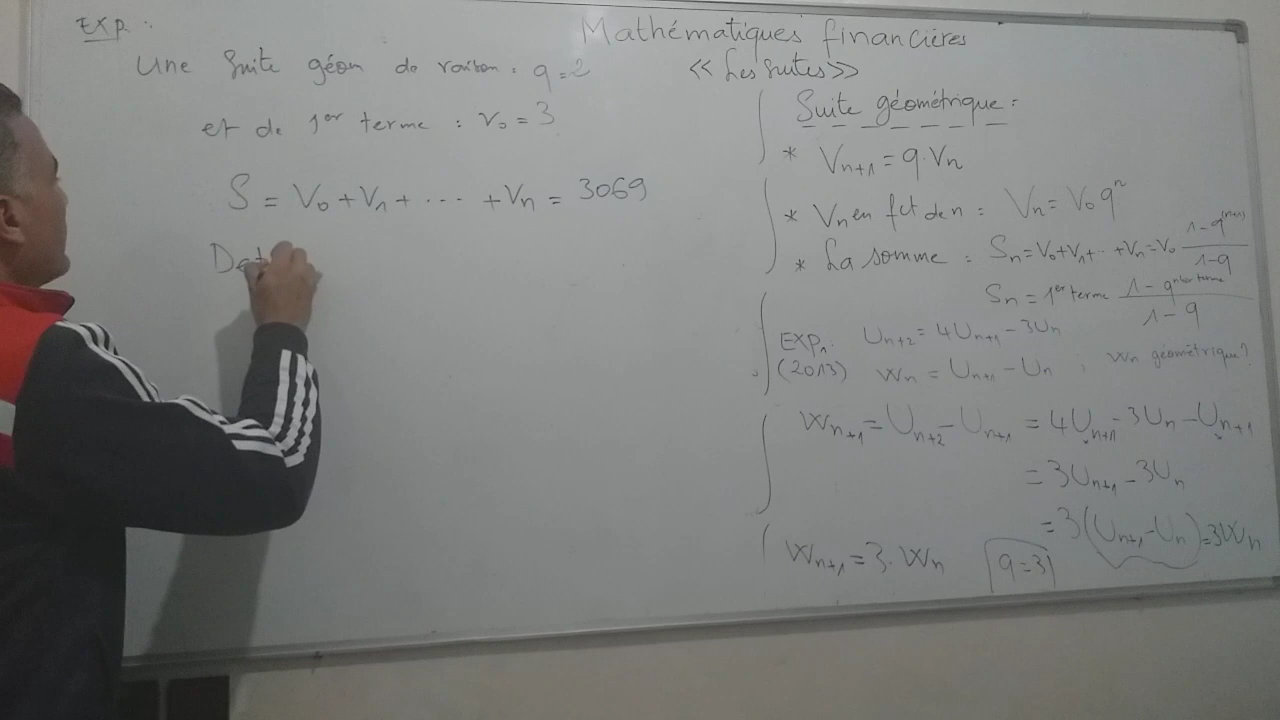 Exp :
Une suite géom de raison : q=2
et de 1er terme : V₀ = 3
S = V₀ + V₁ + ... + Vn = 3069
Det
Mathématiques financières
<< Les suites >>
Suite géométrique :
* Vn+1 = q.Vn
* Vn en fct de n : Vn = V₀ qⁿ
* La somme : Sn = V₀ + V₁ + .. + Vn = V₀ (1-q^(n+1))/(1-q)
Sn = 1er terme (1 - q^nbr terme)/(1 - q)
EXP₁: Un+2 = 4Un+1 - 3Un
(2013) Wn = Un+1 - Un ; Wn géométrique?
Wn+1 = Un+2 - Un+1 = 4Un+1 - 3Un - Un+1
= 3Un+1 - 3Un
= 3(Un+1 - Un) = 3Wn
Wn+1 = 3.Wn q=3